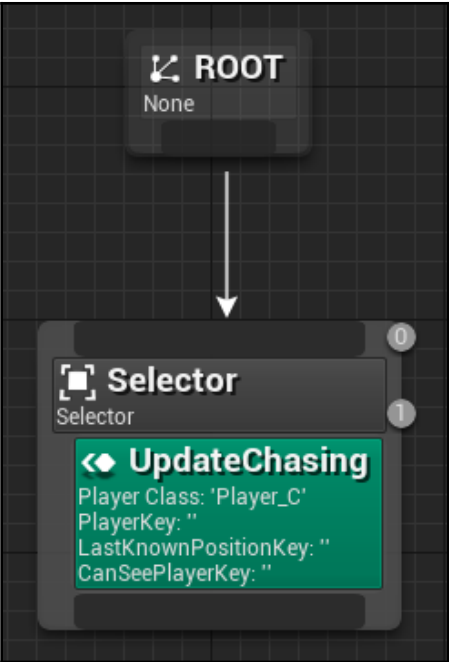 ROOT
None
0
Selector
Selector
1
UpdateChasing
Player Class: 'Player_C'
PlayerKey: ''
LastKnownPositionKey: ''
CanSeePlayerKey: ''